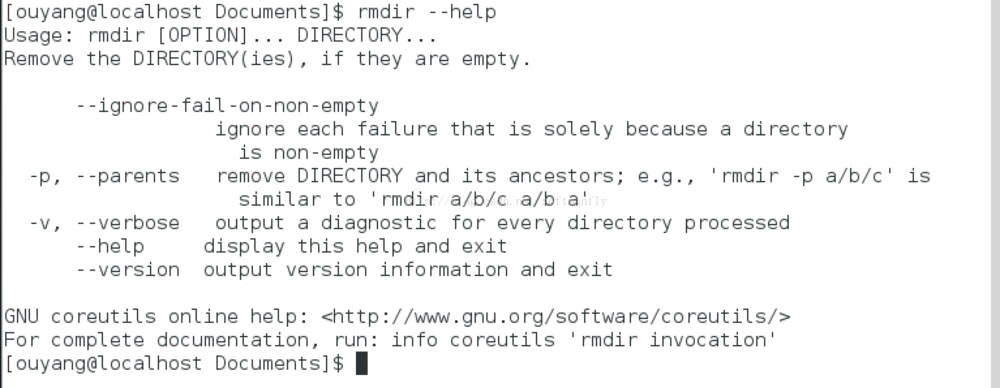 [ouyang@localhost Documents]$ rmdir --help
Usage: rmdir [OPTION]... DIRECTORY...
Remove the DIRECTORY(ies), if they are empty.
--ignore-fail-on-non-empty
ignore each failure that is solely because a directory
is non-empty
-p, --parents remove DIRECTORY and its ancestors; e.g., 'rmdir -p a/b/c' is
similar to 'rmdir a/b/c a/b a'
-v, --verbose output a diagnostic for every directory processed
--help display this help and exit
--version output version information and exit
GNU coreutils online help: <http://www.gnu.org/software/coreutils/>
For complete documentation, run: info coreutils 'rmdir invocation'
[ouyang@localhost Documents]$